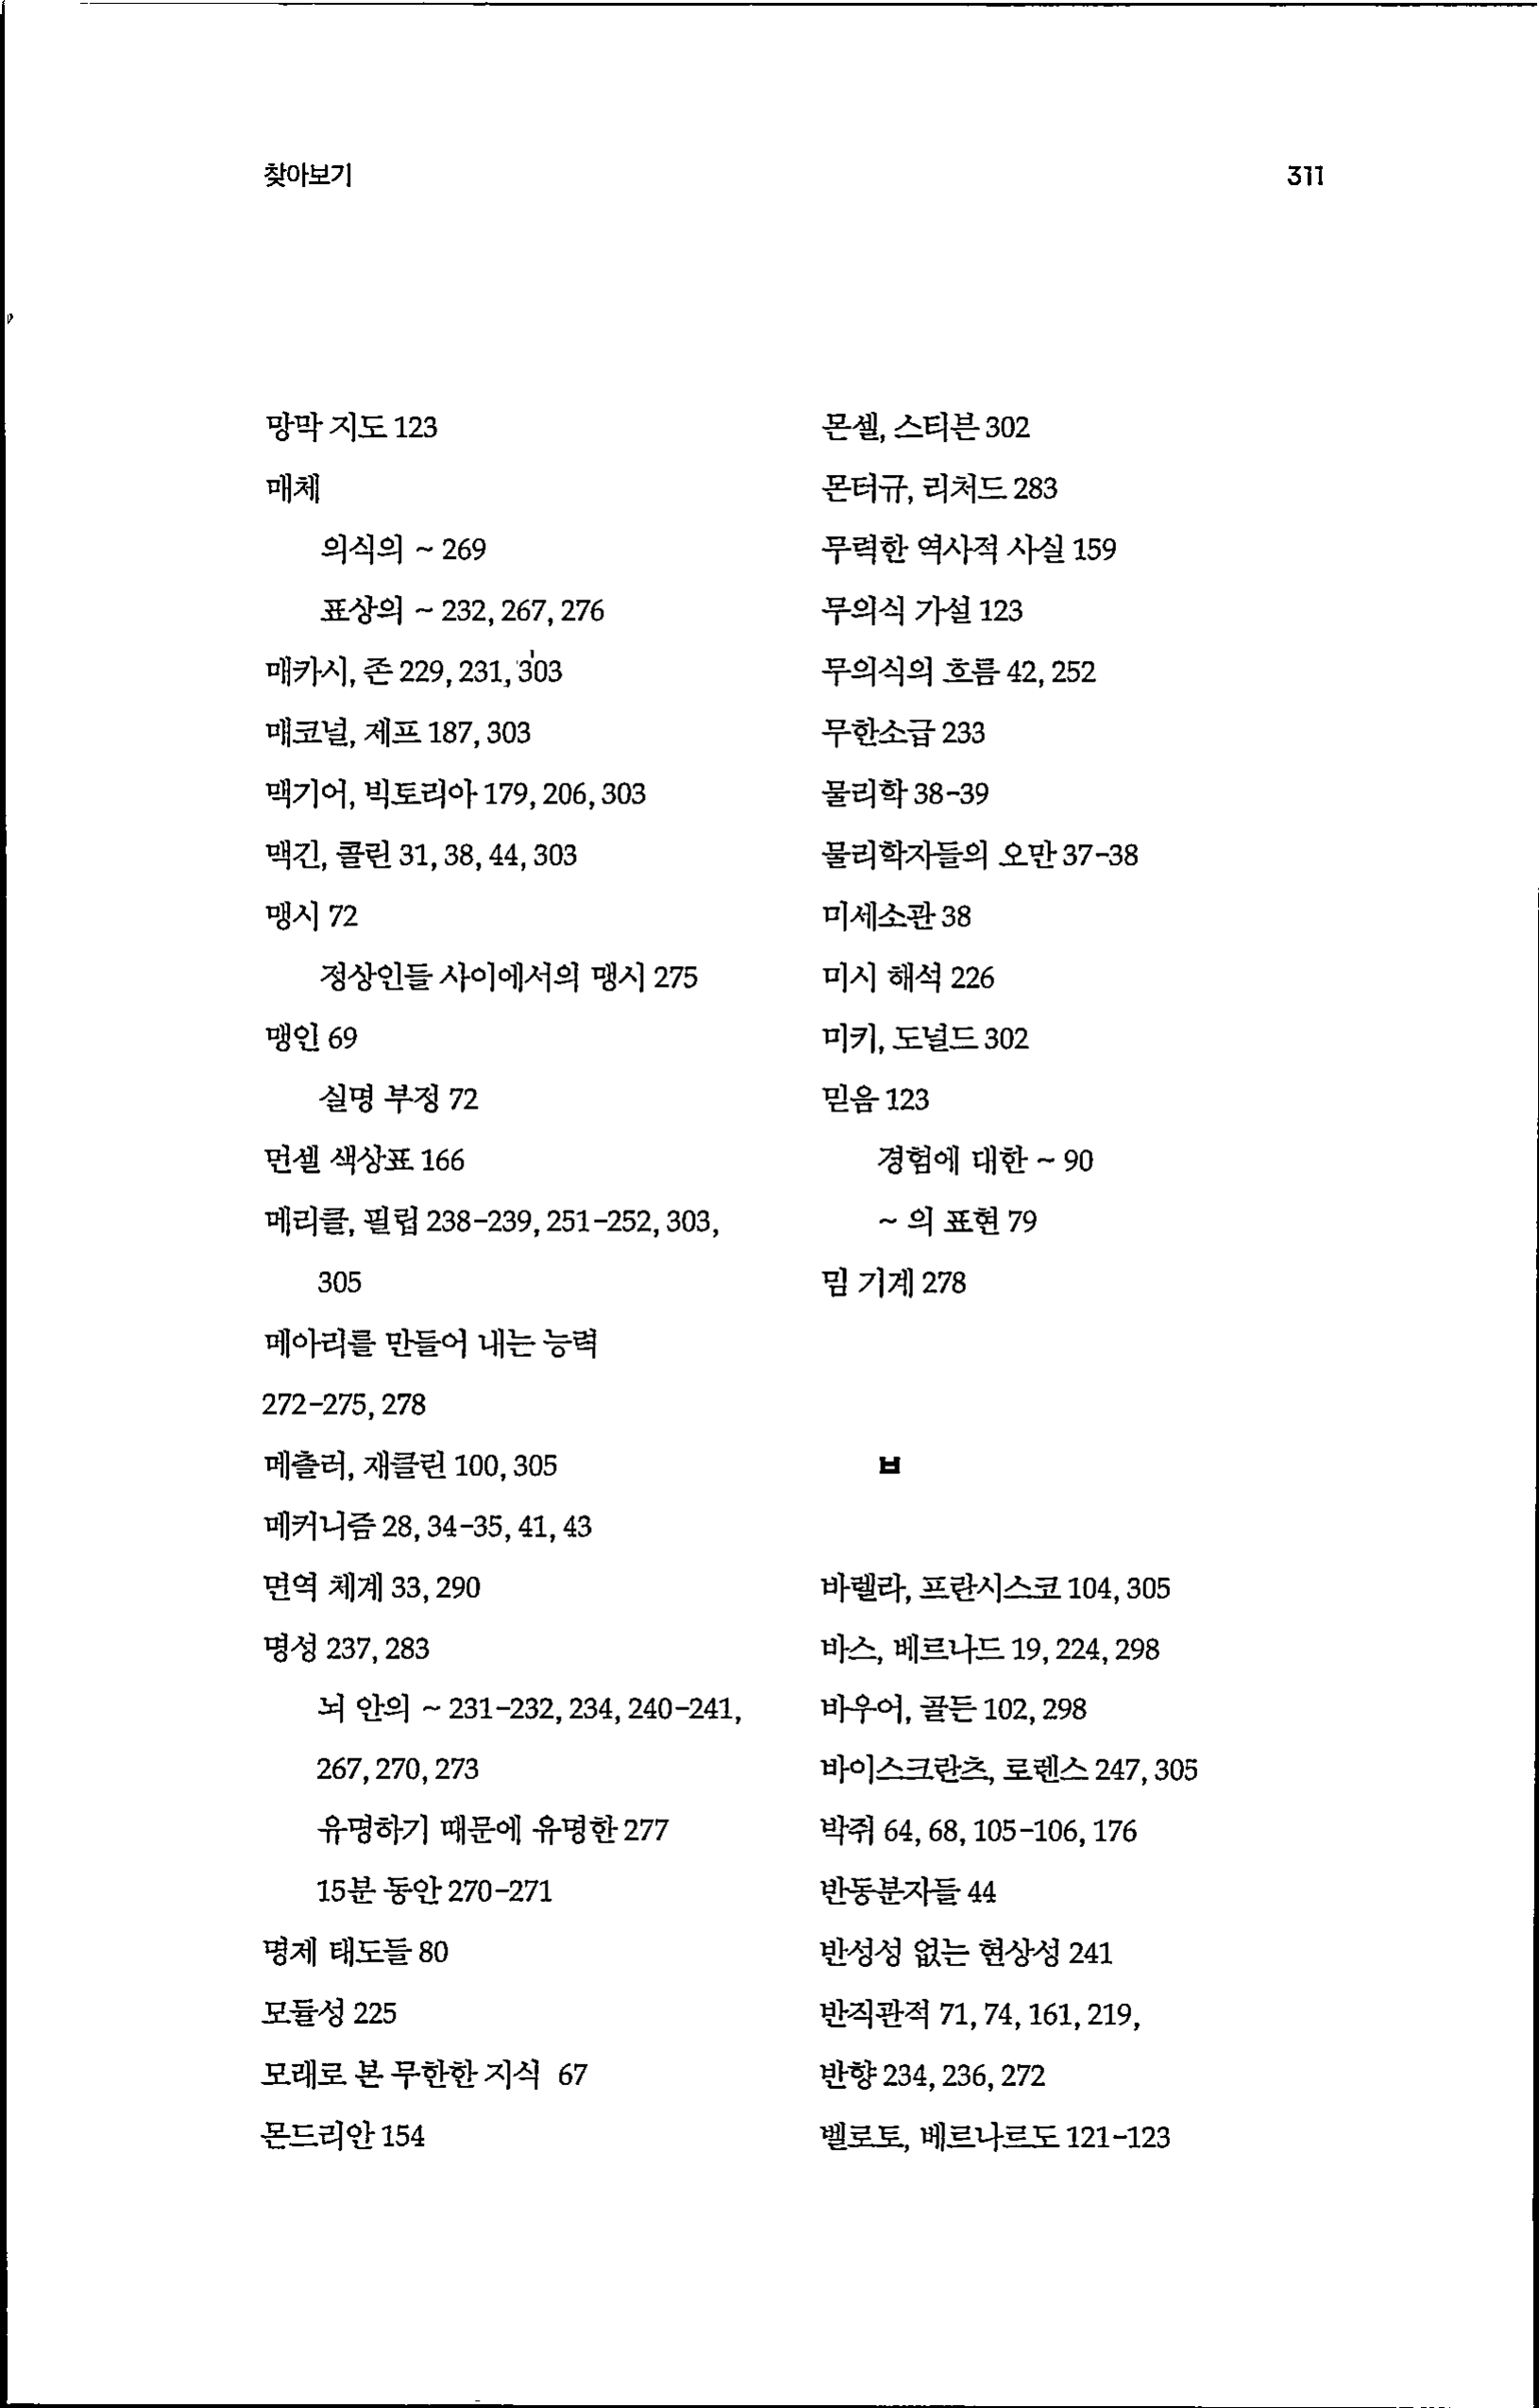 찾아보기
311
망막 지도 123
매체
의식의 ~ 269
표상의 ~ 232, 267, 276
매카시, 존 229, 231, 303
매코널, 제프 187, 303
맥기어, 빅토리아 179, 206, 303
맥긴, 콜린 31, 38, 44, 303
맹시 72
정상인들 사이에서의 맹시 275
맹인 69
실명 부정 72
먼셀 색상표 166
메리클, 필립 238-239, 251-252, 303,
305
메아리를 만들어 내는 능력
272-275, 278
메츨러, 재클린 100, 305
메커니즘 28, 34-35, 41, 43
면역 체계 33, 290
명성 237, 283
뇌 안의 ~ 231-232, 234, 240-241,
267, 270, 273
유명하기 때문에 유명한 277
15분 동안 270-271
명제 태도들 80
모듈성 225
모래로 본 무한한 지식 67
몬드리안 154
몬셀, 스티븐 302
몬터규, 리처드 283
무력한 역사적 사실 159
무의식 가설 123
무의식의 흐름 42, 252
무한소급 233
물리학 38-39
물리학자들의 오만 37-38
미세소관 38
미시 해석 226
미키, 도널드 302
믿음 123
경험에 대한 ~ 90
~ 의 표현 79
밈 기계 278
ㅂ
바렐라, 프란시스코 104, 305
바스, 베르나드 19, 224, 298
바우어, 골든 102, 298
바이스크란츠, 로렌스 247, 305
박쥐 64, 68, 105-106, 176
반동분자들 44
반성성 없는 현상성 241
반직관적 71, 74, 161, 219,
반향 234, 236, 272
벨로토, 베르나르도 121-123